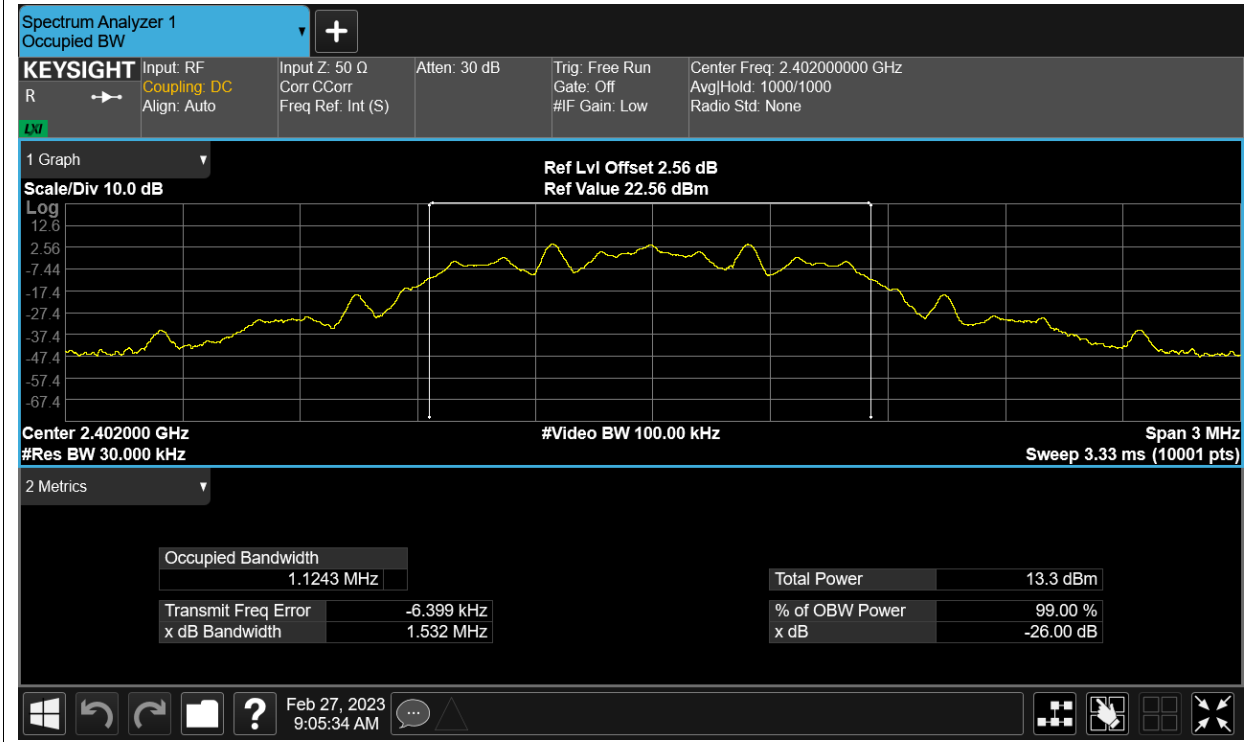 Spectrum Analyzer 1
Occupied BW
KEYSIGHT
R
LXI
Input: RF
Coupling: DC
Align: Auto
Input Z: 50 Ω
Corr CCorr
Freq Ref: Int (S)
Atten: 30 dB
Trig: Free Run
Gate: Off
#IF Gain: Low
Center Freq: 2.402000000 GHz
Avg|Hold: 1000/1000
Radio Std: None
1 Graph
Scale/Div 10.0 dB
Ref Lvl Offset 2.56 dB
Ref Value 22.56 dBm
Log
12.6
2.56
-7.44
-17.4
-27.4
-37.4
-47.4
-57.4
-67.4
Center 2.402000 GHz
#Res BW 30.000 kHz
#Video BW 100.00 kHz
Span 3 MHz
Sweep 3.33 ms (10001 pts)
2 Metrics
Occupied Bandwidth
1.1243 MHz
Transmit Freq Error -6.399 kHz
x dB Bandwidth 1.532 MHz
Total Power 13.3 dBm
% of OBW Power 99.00 %
x dB -26.00 dB
?
Feb 27, 2023
9:05:34 AM